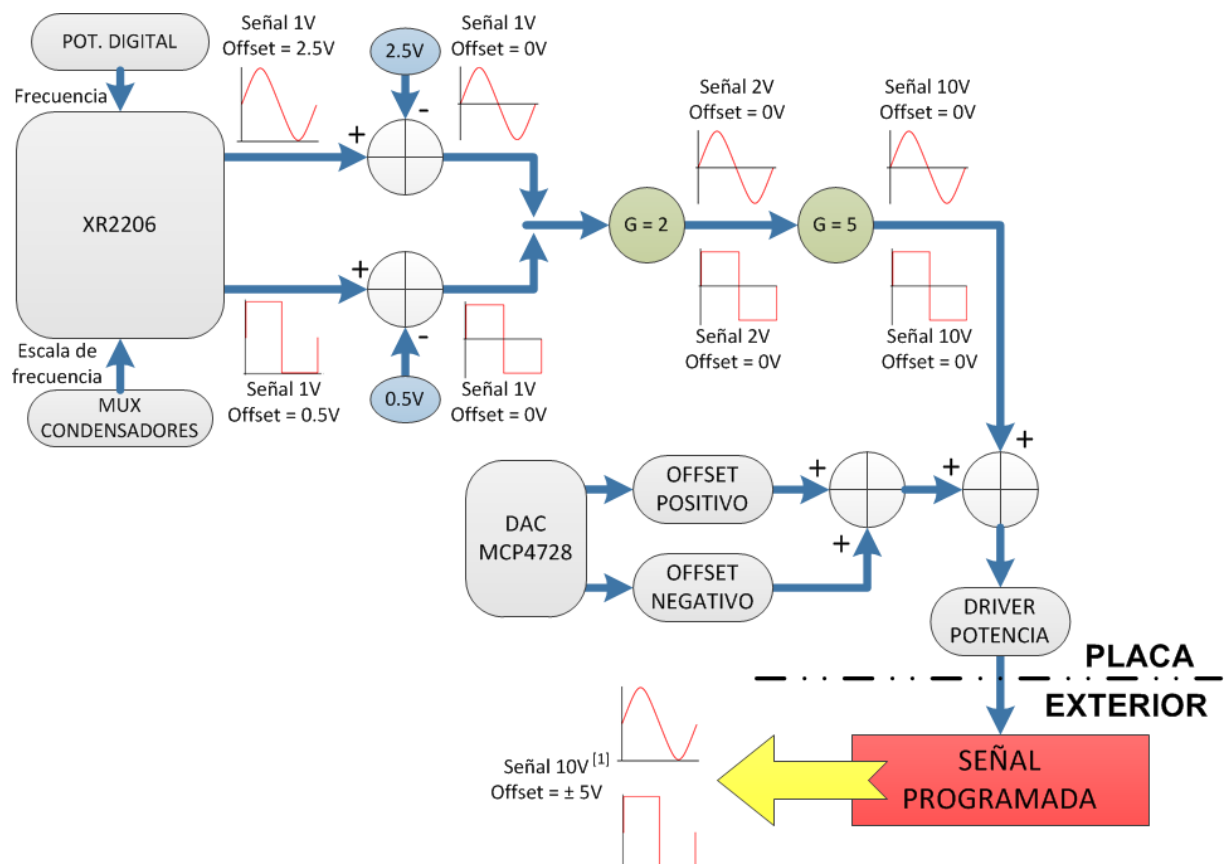 POT. DIGITAL
Frecuencia
XR2206
Escala de
frecuencia
MUX
CONDENSADORES
Señal 1V
Offset = 2.5V
2.5V
Señal 1V
Offset = 0V
+
-
+
-
Señal 1V
Offset = 0.5V
0.5V
Señal 1V
Offset = 0V
G = 2
Señal 2V
Offset = 0V
Señal 2V
Offset = 0V
G = 5
Señal 10V
Offset = 0V
Señal 10V
Offset = 0V
DAC
MCP4728
OFFSET
POSITIVO
OFFSET
NEGATIVO
+
+
+
+
DRIVER
POTENCIA
PLACA
EXTERIOR
SEÑAL
PROGRAMADA
Señal 10V [1]
Offset = ± 5V